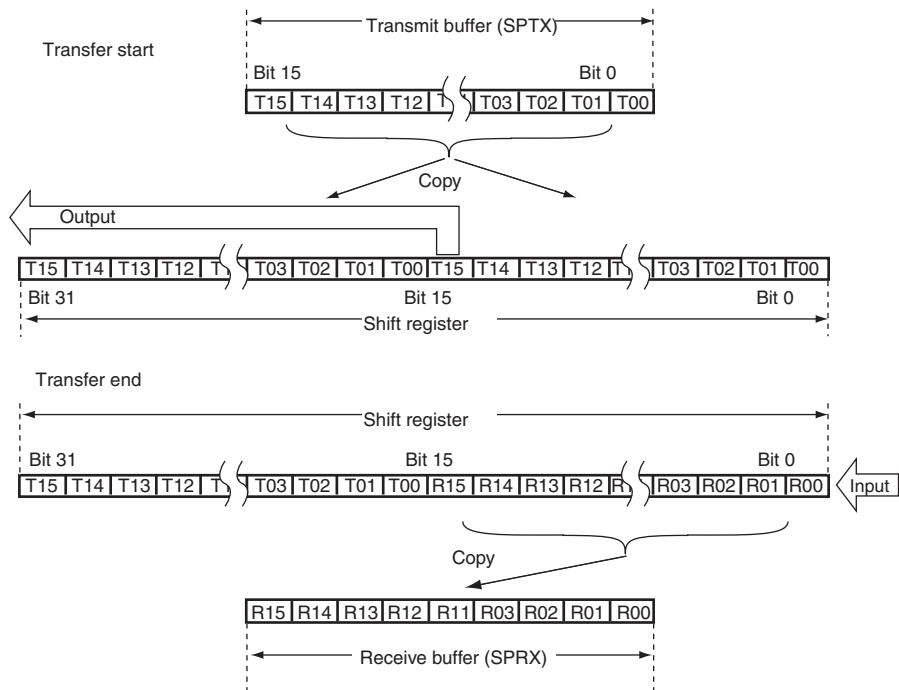 Transmit buffer (SPTX)
Transfer start
Bit 15 Bit 0
T15 T14 T13 T12 T03 T02 T01 T00
Copy
Output
T15 T14 T13 T12 T03 T02 T01 T00 T15 T14 T13 T12 T03 T02 T01 T00
Bit 31 Bit 15 Bit 0
Shift register
Transfer end
Shift register
Bit 31 Bit 15 Bit 0
T15 T14 T13 T12 T03 T02 T01 T00 R15 R14 R13 R12 R03 R02 R01 R00
Input
Copy
R15 R14 R13 R12 R11 R03 R02 R01 R00
Receive buffer (SPRX)